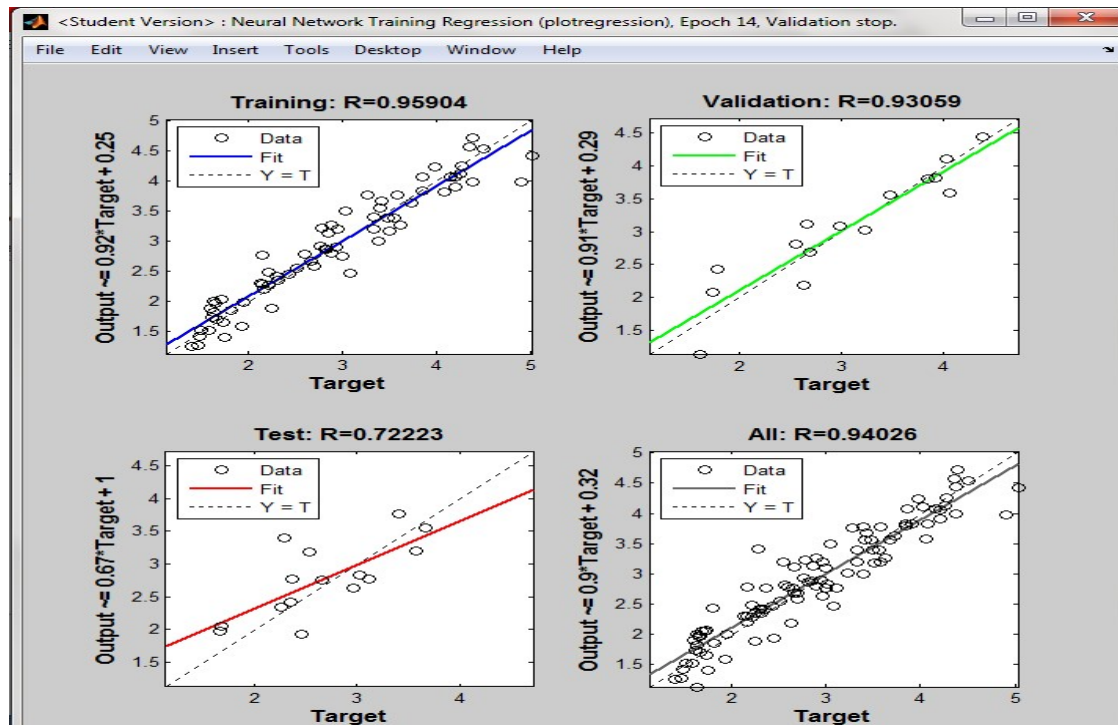 <Student Version> : Neural Network Training Regression (plotregression), Epoch 14, Validation stop.
File Edit View Insert Tools Desktop Window Help
Training: R=0.95904
Output ~= 0.92*Target + 0.25
5
4.5
4
3.5
3
2.5
2
1.5
Data
Fit
Y = T
2 3 4 5
Target
Validation: R=0.93059
Output ~= 0.91*Target + 0.29
4.5
4
3.5
3
2.5
2
1.5
Data
Fit
Y = T
2 3 4
Target
Test: R=0.72223
Output ~= 0.67*Target + 1
4.5
4
3.5
3
2.5
2
1.5
Data
Fit
Y = T
2 3 4
Target
All: R=0.94026
Output ~= 0.9*Target + 0.32
5
4.5
4
3.5
3
2.5
2
1.5
Data
Fit
Y = T
2 3 4 5
Target